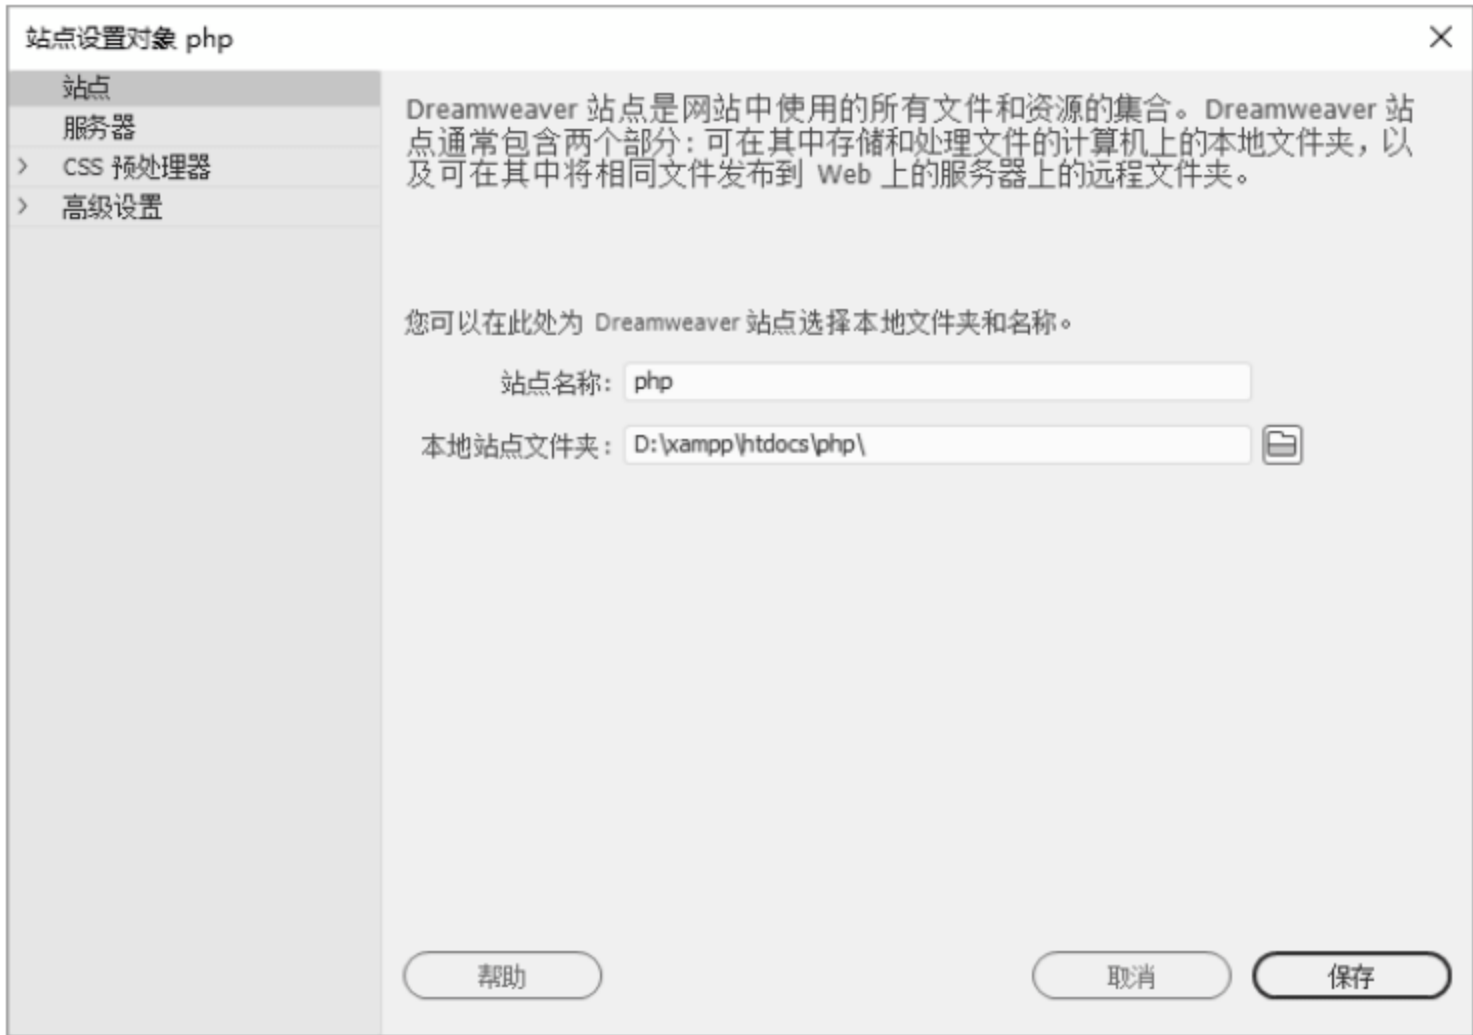 站点设置对象 php
站点
服务器
CSS 预处理器
高级设置
Dreamweaver 站点是网站中使用的所有文件和资源的集合。Dreamweaver 站
点通常包含两个部分：可在其中存储和处理文件的计算机上的本地文件夹，以
及可在其中将相同文件发布到 Web 上的服务器上的远程文件夹。
您可以在此处为 Dreamweaver 站点选择本地文件夹和名称。
站点名称： php
本地站点文件夹： D:\xampp\htdocs\php\
帮助 取消 保存